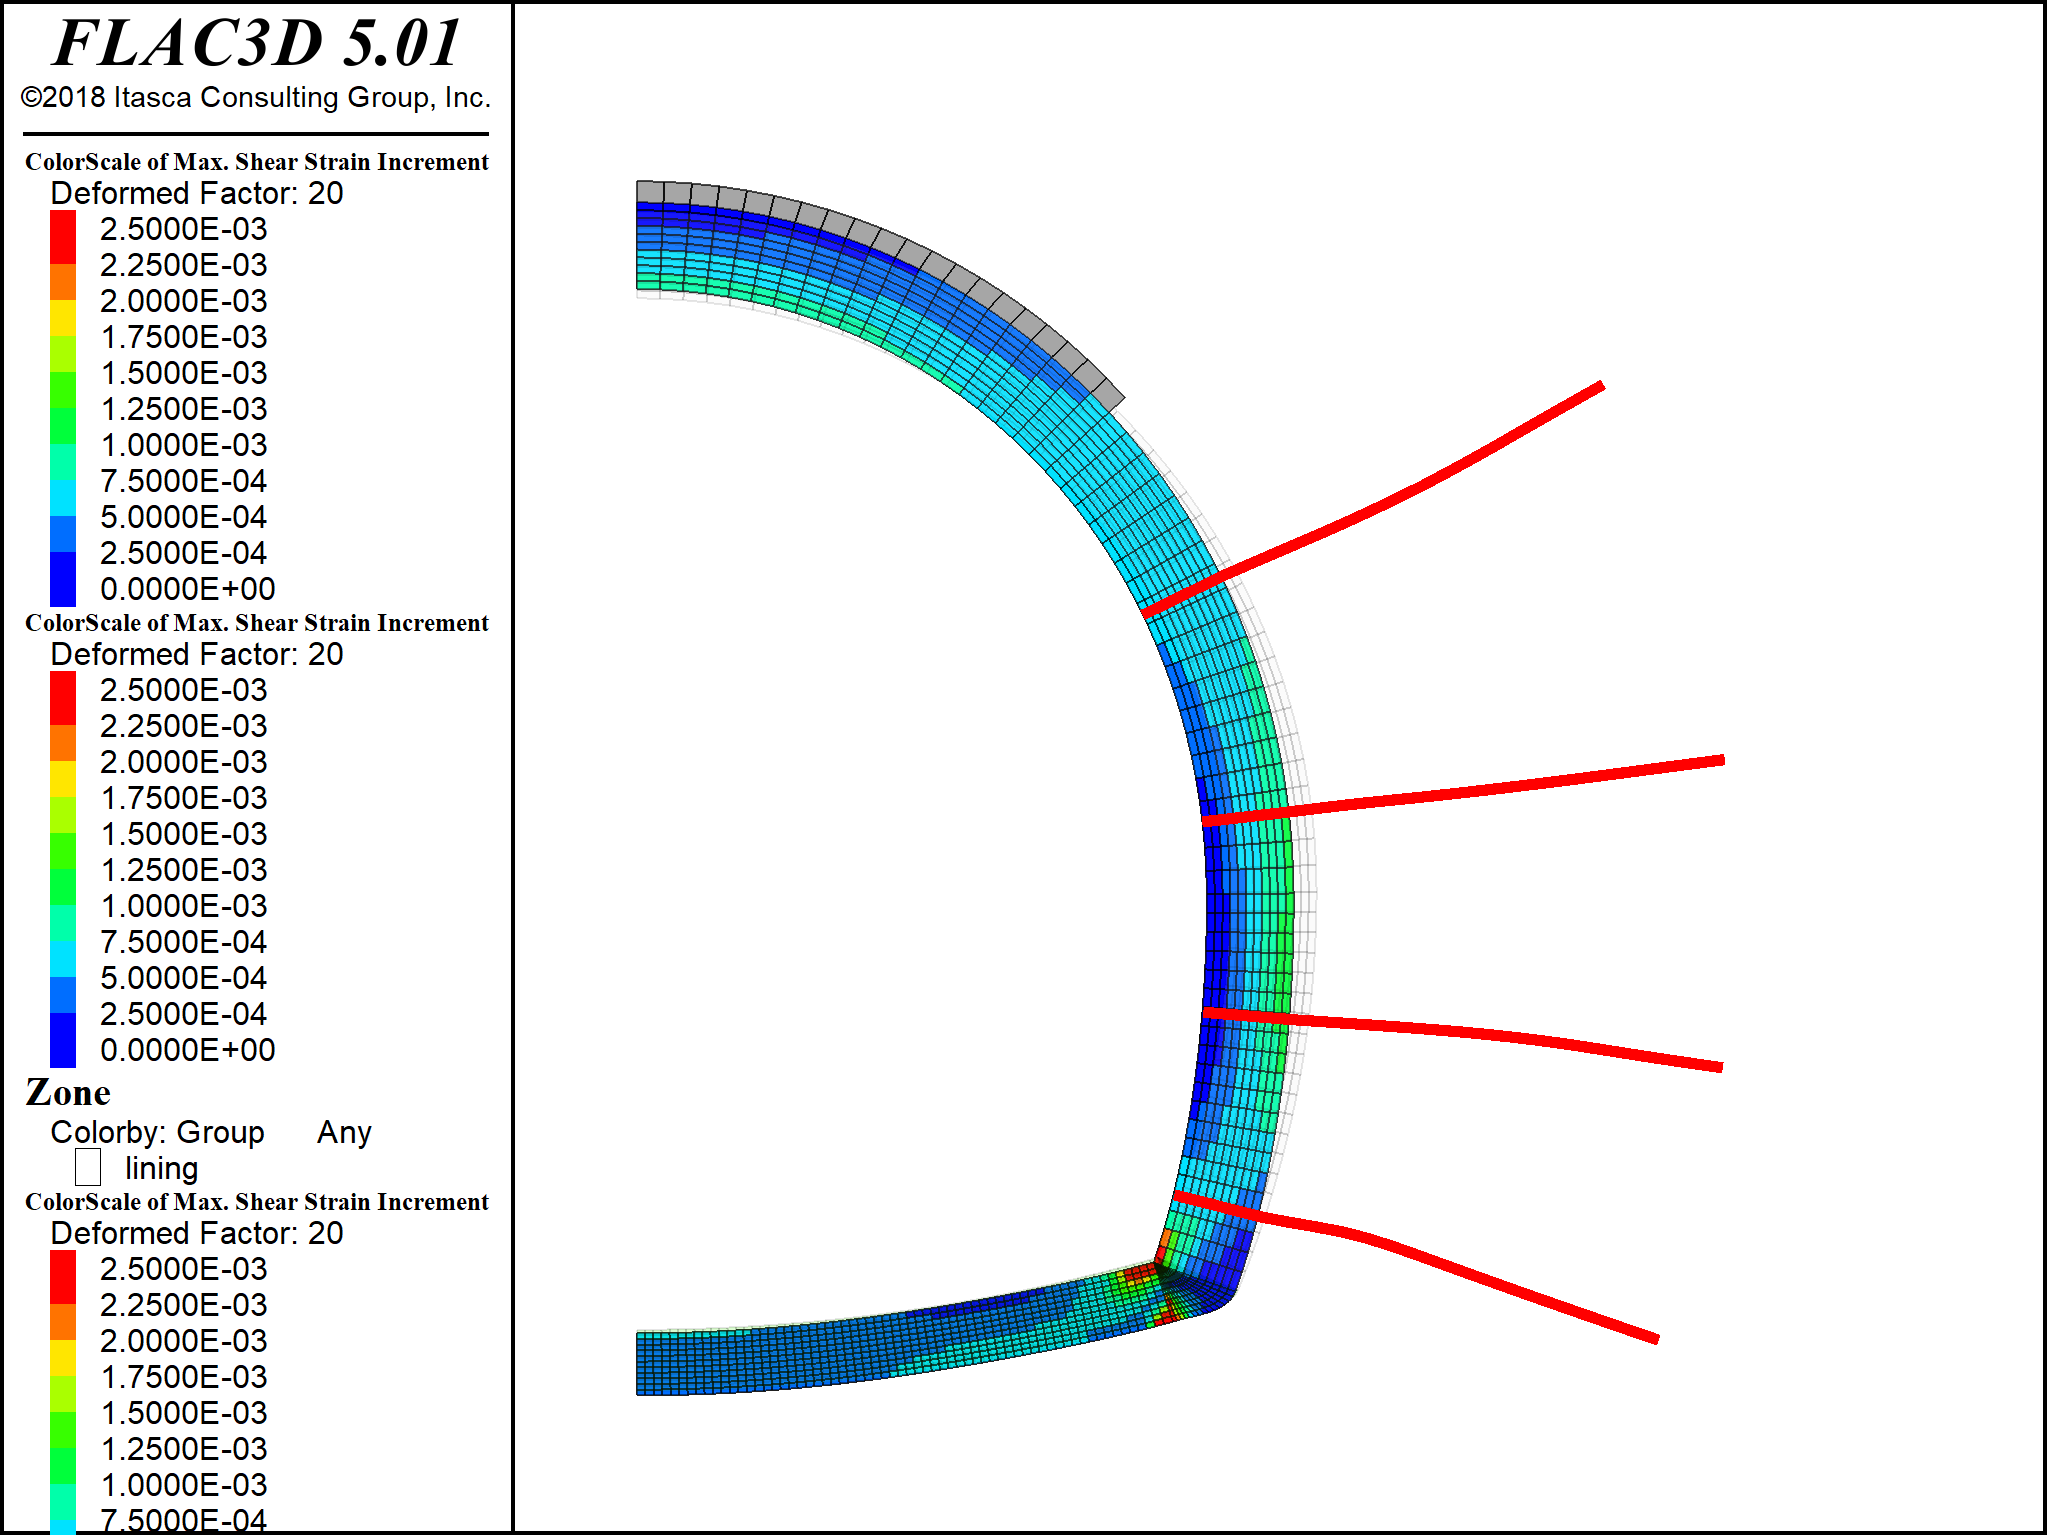 FLAC3D 5.01
©2018 Itasca Consulting Group, Inc.
ColorScale of Max. Shear Strain Increment
Deformed Factor: 20
2.5000E-03
2.2500E-03
2.0000E-03
1.7500E-03
1.5000E-03
1.2500E-03
1.0000E-03
7.5000E-04
5.0000E-04
2.5000E-04
0.0000E+00
ColorScale of Max. Shear Strain Increment
Deformed Factor: 20
2.5000E-03
2.2500E-03
2.0000E-03
1.7500E-03
1.5000E-03
1.2500E-03
1.0000E-03
7.5000E-04
5.0000E-04
2.5000E-04
0.0000E+00
Zone
Colorby: Group Any
lining
ColorScale of Max. Shear Strain Increment
Deformed Factor: 20
2.5000E-03
2.2500E-03
2.0000E-03
1.7500E-03
1.5000E-03
1.2500E-03
1.0000E-03
7.5000E-04